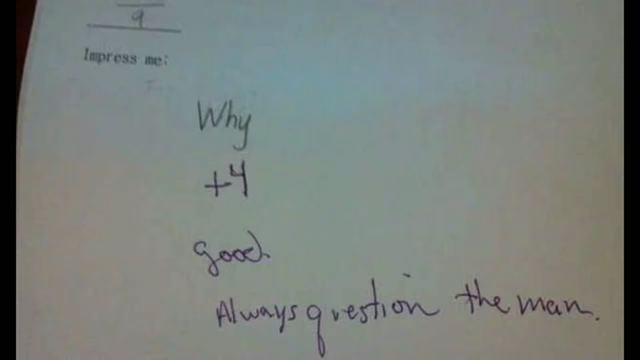 9
Impress me:
Why
+4
good.
Always question the man.